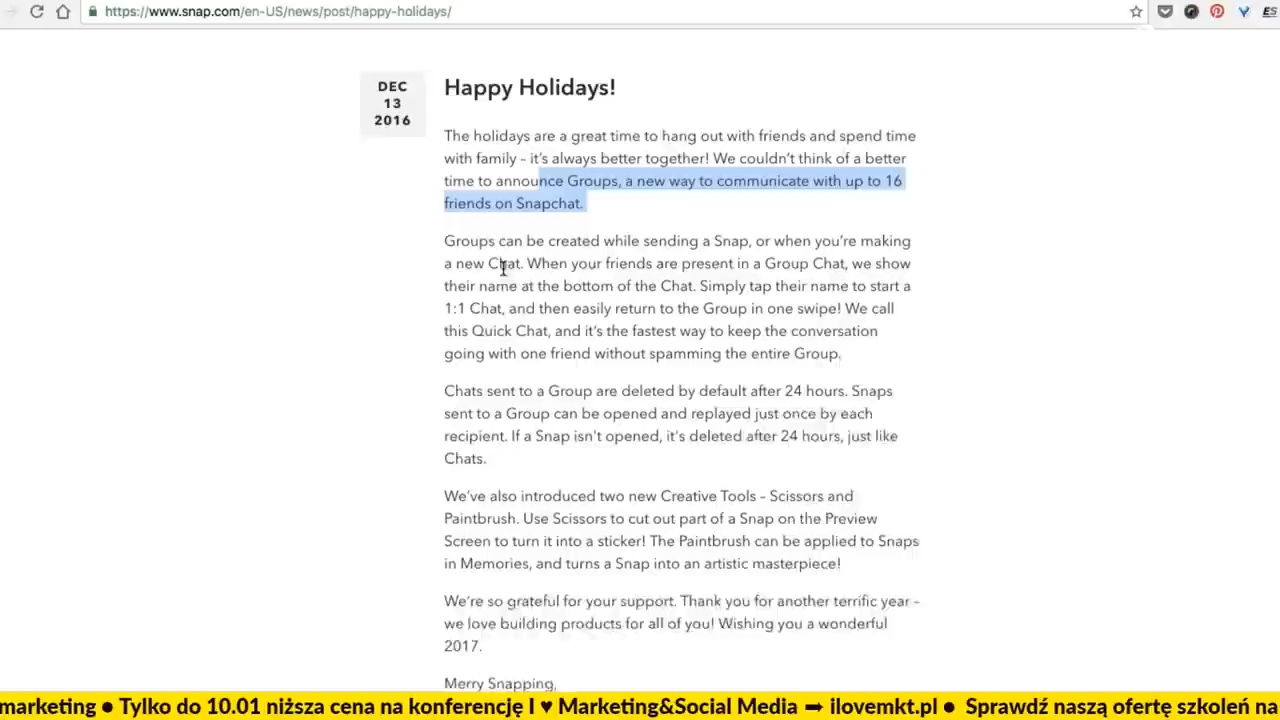 https://www.snap.com/en-US/news/post/happy-holidays/
ES
DEC
13
2016
Happy Holidays!
The holidays are a great time to hang out with friends and spend time
with family – it's always better together! We couldn't think of a better
time to announce Groups, a new way to communicate with up to 16
friends on Snapchat.
Groups can be created while sending a Snap, or when you're making
a new Chat. When your friends are present in a Group Chat, we show
their name at the bottom of the Chat. Simply tap their name to start a
1:1 Chat, and then easily return to the Group in one swipe! We call
this Quick Chat, and it's the fastest way to keep the conversation
going with one friend without spamming the entire Group.
Chats sent to a Group are deleted by default after 24 hours. Snaps
sent to a Group can be opened and replayed just once by each
recipient. If a Snap isn't opened, it's deleted after 24 hours, just like
Chats.
We've also introduced two new Creative Tools – Scissors and
Paintbrush. Use Scissors to cut out part of a Snap on the Preview
Screen to turn it into a sticker! The Paintbrush can be applied to Snaps
in Memories, and turns a Snap into an artistic masterpiece!
We're so grateful for your support. Thank you for another terrific year –
we love building products for all of you! Wishing you a wonderful
2017.
Merry Snapping,
marketing ● Tylko do 10.01 niższa cena na konferencję I ♥ Marketing&Social Media ➡ ilovemkt.pl ● Sprawdź naszą ofertę szkoleń na